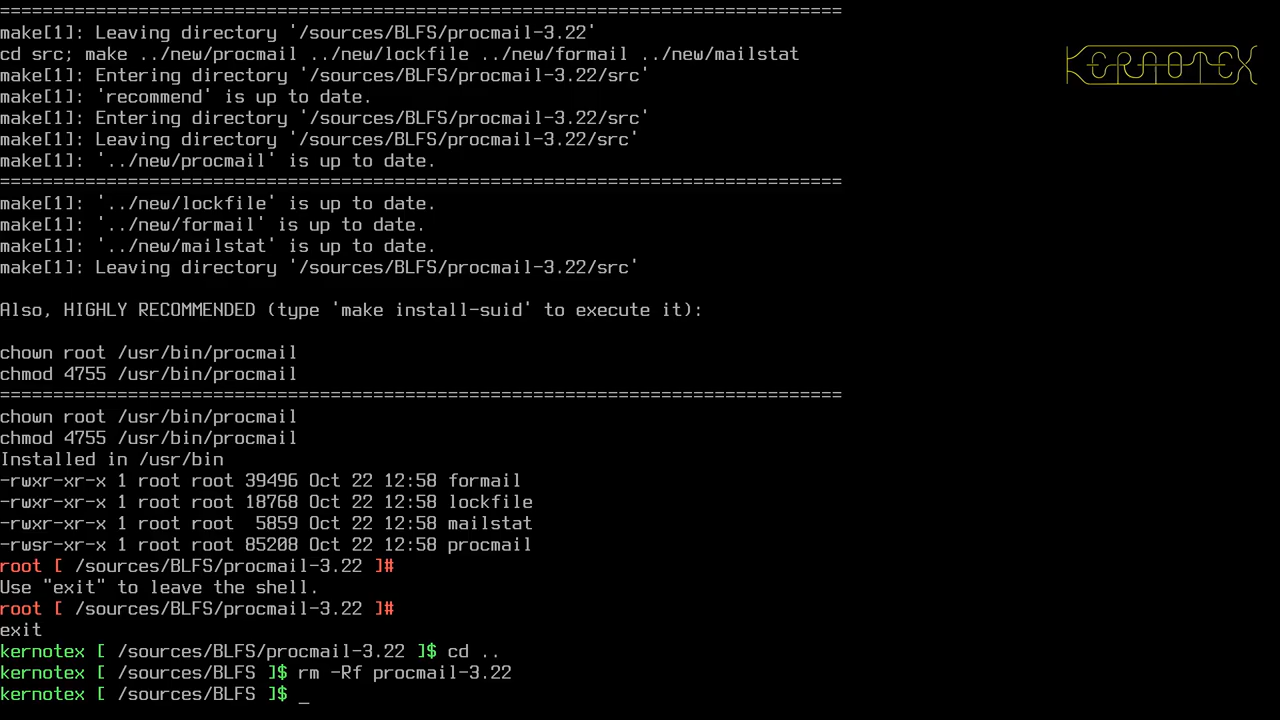 ================================================================================
make[1]: Leaving directory '/sources/BLFS/procmail-3.22'
cd src; make ../new/procmail ../new/lockfile ../new/formail ../new/mailstat
make[1]: Entering directory '/sources/BLFS/procmail-3.22/src'
make[1]: 'recommend' is up to date.
make[1]: Entering directory '/sources/BLFS/procmail-3.22/src'
make[1]: Leaving directory '/sources/BLFS/procmail-3.22/src'
make[1]: '../new/procmail' is up to date.
===============================================================================
make[1]: '../new/lockfile' is up to date.
make[1]: '../new/formail' is up to date.
make[1]: '../new/mailstat' is up to date.
make[1]: Leaving directory '/sources/BLFS/procmail-3.22/src'
Also, HIGHLY RECOMMENDED (type 'make install-suid' to execute it):
chown root /usr/bin/procmail
chmod 4755 /usr/bin/procmail
===============================================================================
chown root /usr/bin/procmail
chmod 4755 /usr/bin/procmail
Installed in /usr/bin
-rwxr-xr-x 1 root root 39496 Oct 22 12:58 formail
-rwxr-xr-x 1 root root 18768 Oct 22 12:58 lockfile
-rwxr-xr-x 1 root root  5859 Oct 22 12:58 mailstat
-rwsr-xr-x 1 root root 85208 Oct 22 12:58 procmail
root [ /sources/BLFS/procmail-3.22 ]#
Use "exit" to leave the shell.
root [ /sources/BLFS/procmail-3.22 ]#
exit
kernotex [ /sources/BLFS/procmail-3.22 ]$ cd ..
kernotex [ /sources/BLFS ]$ rm -Rf procmail-3.22
kernotex [ /sources/BLFS ]$ _
KERNOTEX